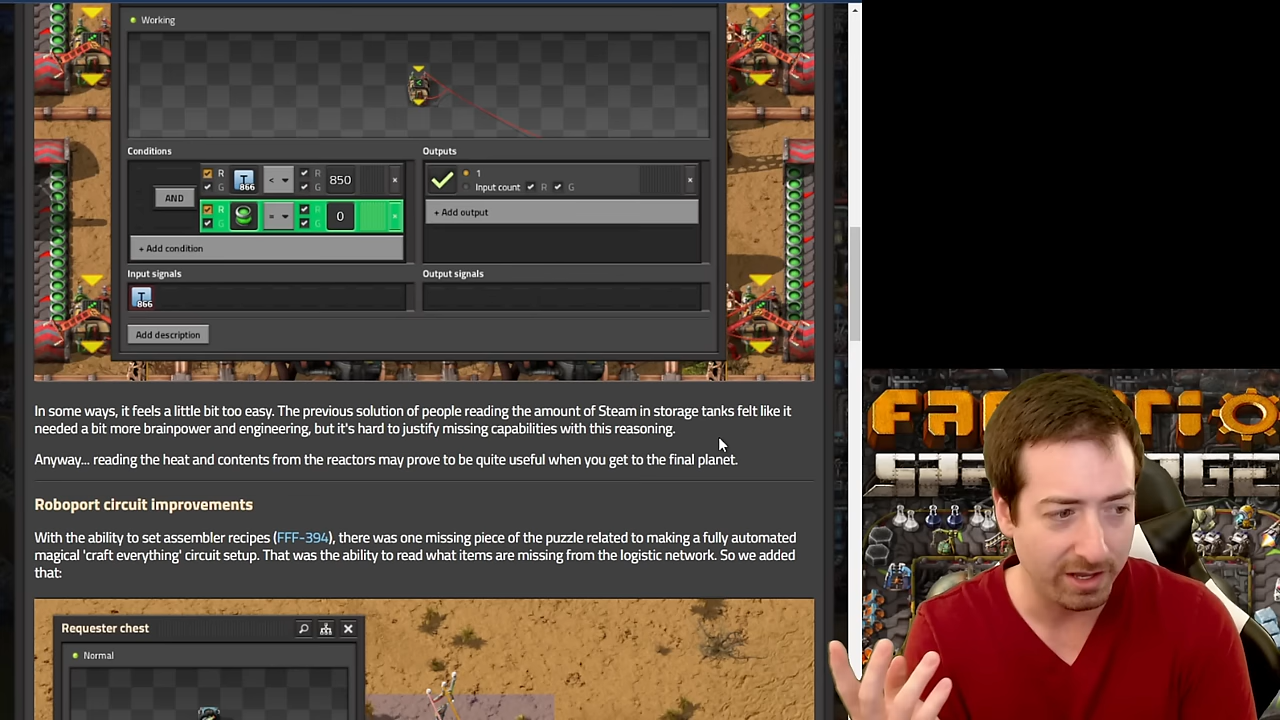 Working
Conditions
Outputs
R
G
T
866
<
R
G
850
×
1
Input count R G
×
AND
R
G
=
R
G
0
×
+ Add output
+ Add condition
Input signals
Output signals
T
866
Add description
In some ways, it feels a little bit too easy. The previous solution of people reading the amount of Steam in storage tanks felt like it
needed a bit more brainpower and engineering, but it's hard to justify missing capabilities with this reasoning.
Anyway... reading the heat and contents from the reactors may prove to be quite useful when you get to the final planet.
Roboport circuit improvements
With the ability to set assembler recipes (FFF-394), there was one missing piece of the puzzle related to making a fully automated
magical 'craft everything' circuit setup. That was the ability to read what items are missing from the logistic network. So we added
that:
Requester chest
Normal